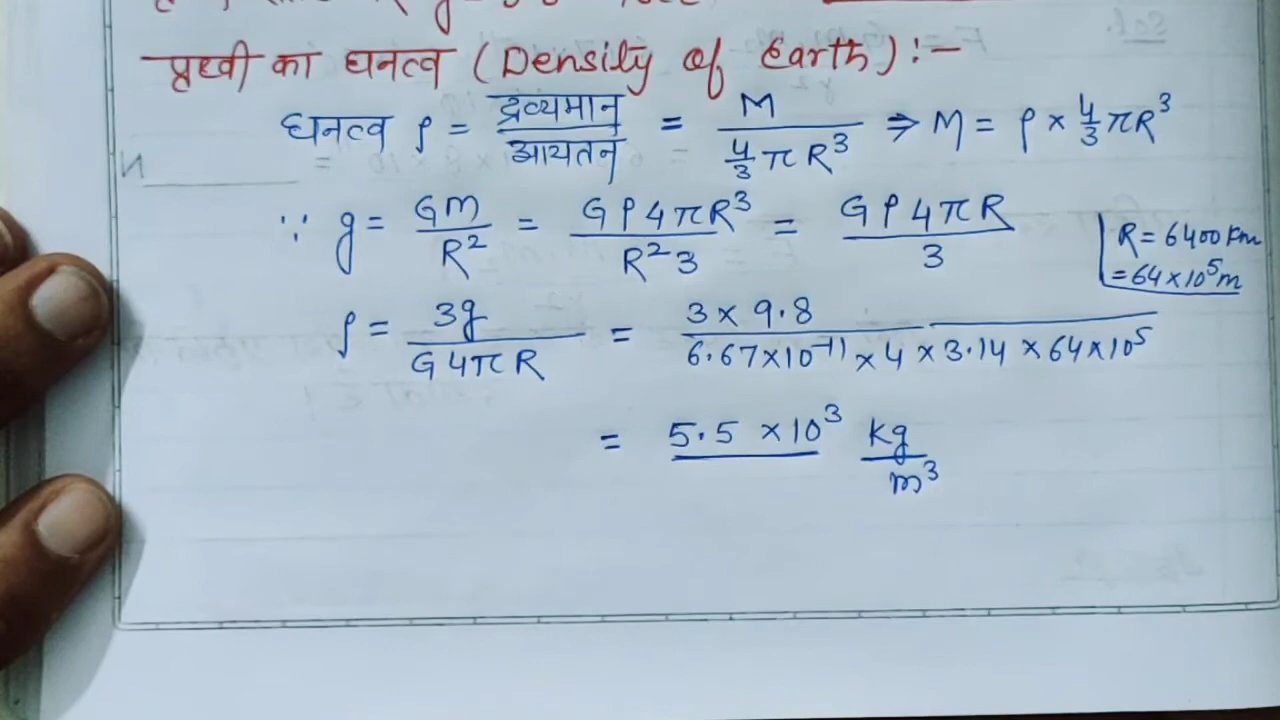 पृथ्वी का घनत्व (Density of Earth) :-
घनत्व ρ = द्रव्यमान / आयतन = M / 4/3 πR³ ⇒ M = ρ × 4/3 πR³
∵ g = GM / R² = Gρ4πR³ / R²3 = Gρ4πR / 3
R = 6400 Km
= 64×10⁵m
ρ = 3g / G4πR = 3 × 9.8 / 6.67×10⁻¹¹ × 4 × 3.14 × 64×10⁵
= 5.5 ×10³ kg / m³